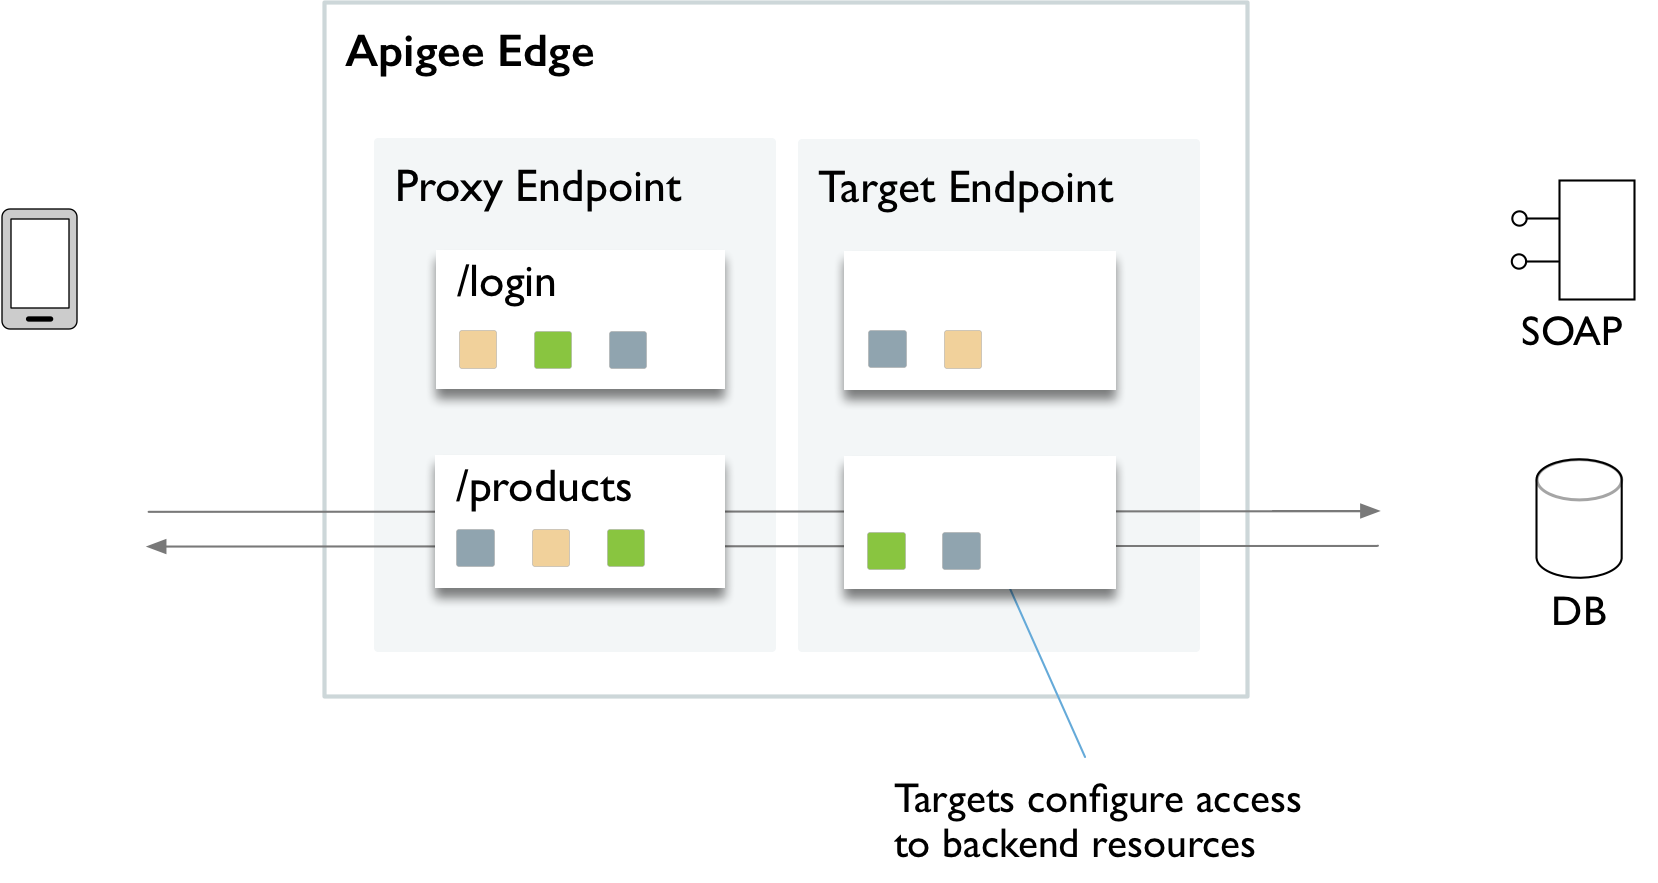 Apigee Edge
Proxy Endpoint
Target Endpoint
/login
/products
SOAP
DB
Targets configure access
to backend resources